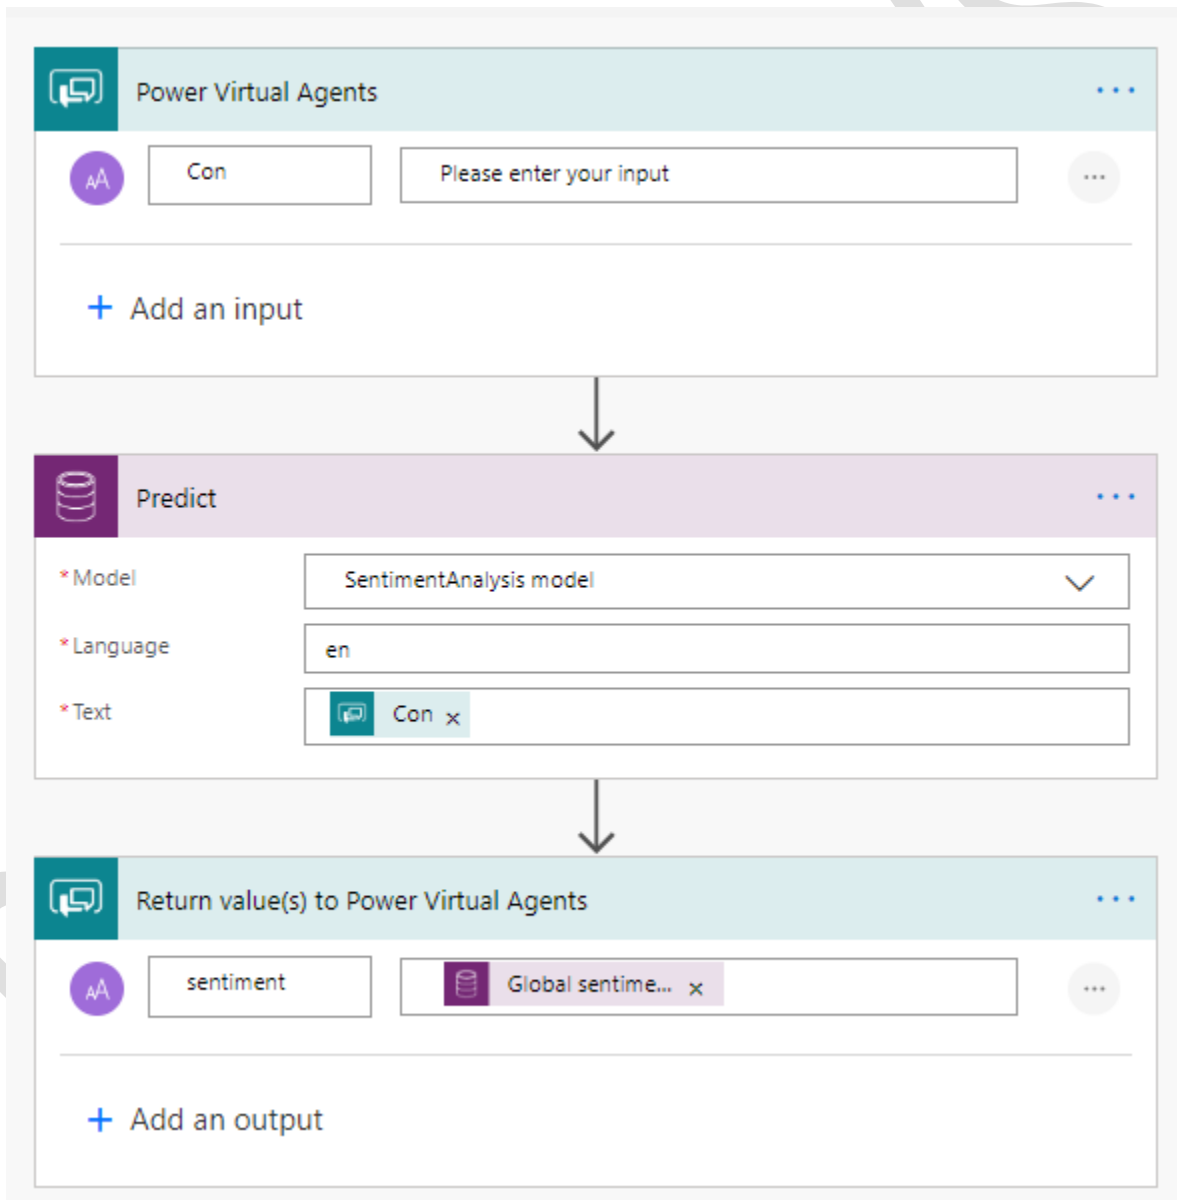 Power Virtual Agents
Con
Please enter your input
+ Add an input
Predict
* Model
SentimentAnalysis model
* Language
en
* Text
Con ×
Return value(s) to Power Virtual Agents
sentiment
Global sentime... ×
+ Add an output